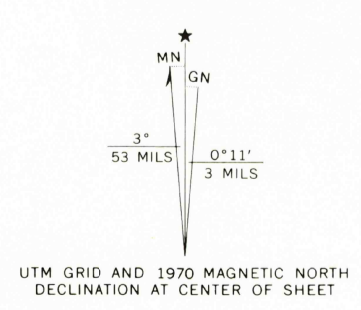 MN
GN
3°
53 MILS
0°11'
3 MILS
UTM GRID AND 1970 MAGNETIC NORTH
DECLINATION AT CENTER OF SHEET